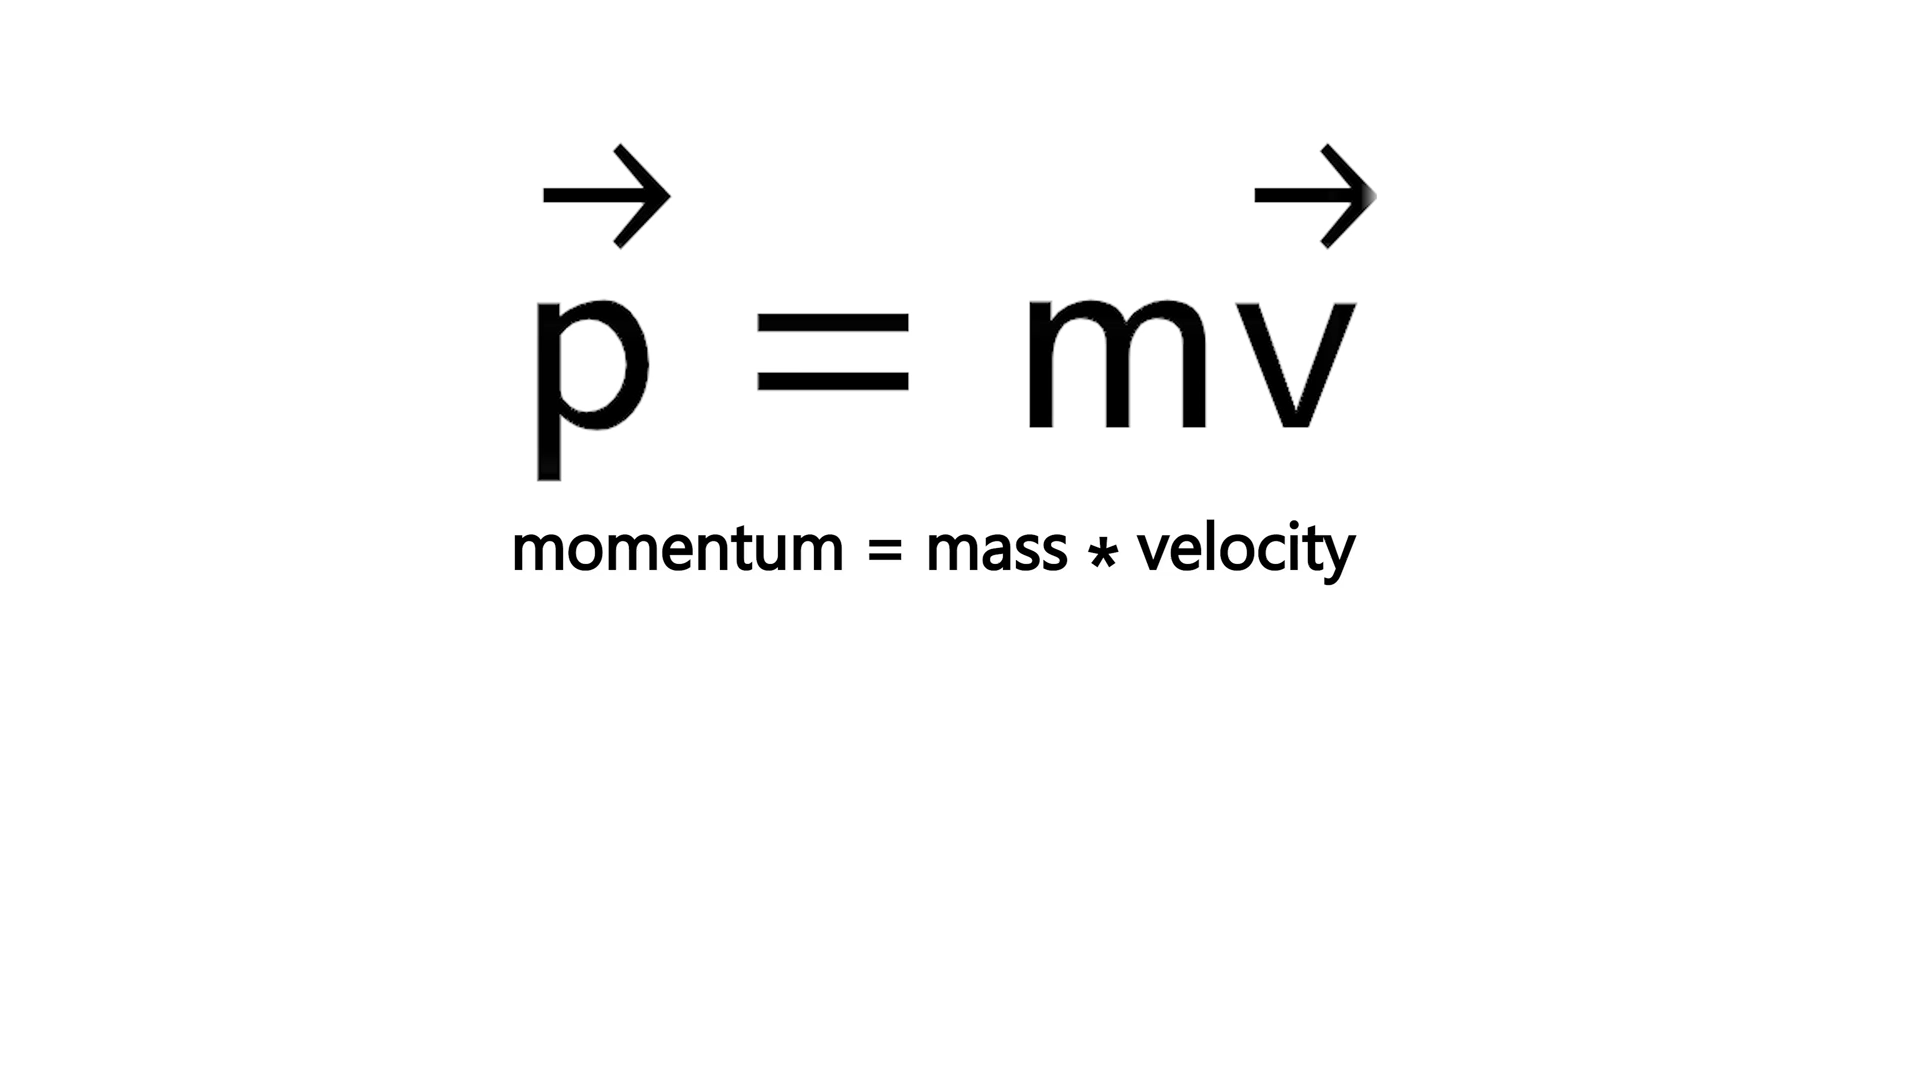 p⃗ = mv⃗
momentum = mass * velocity